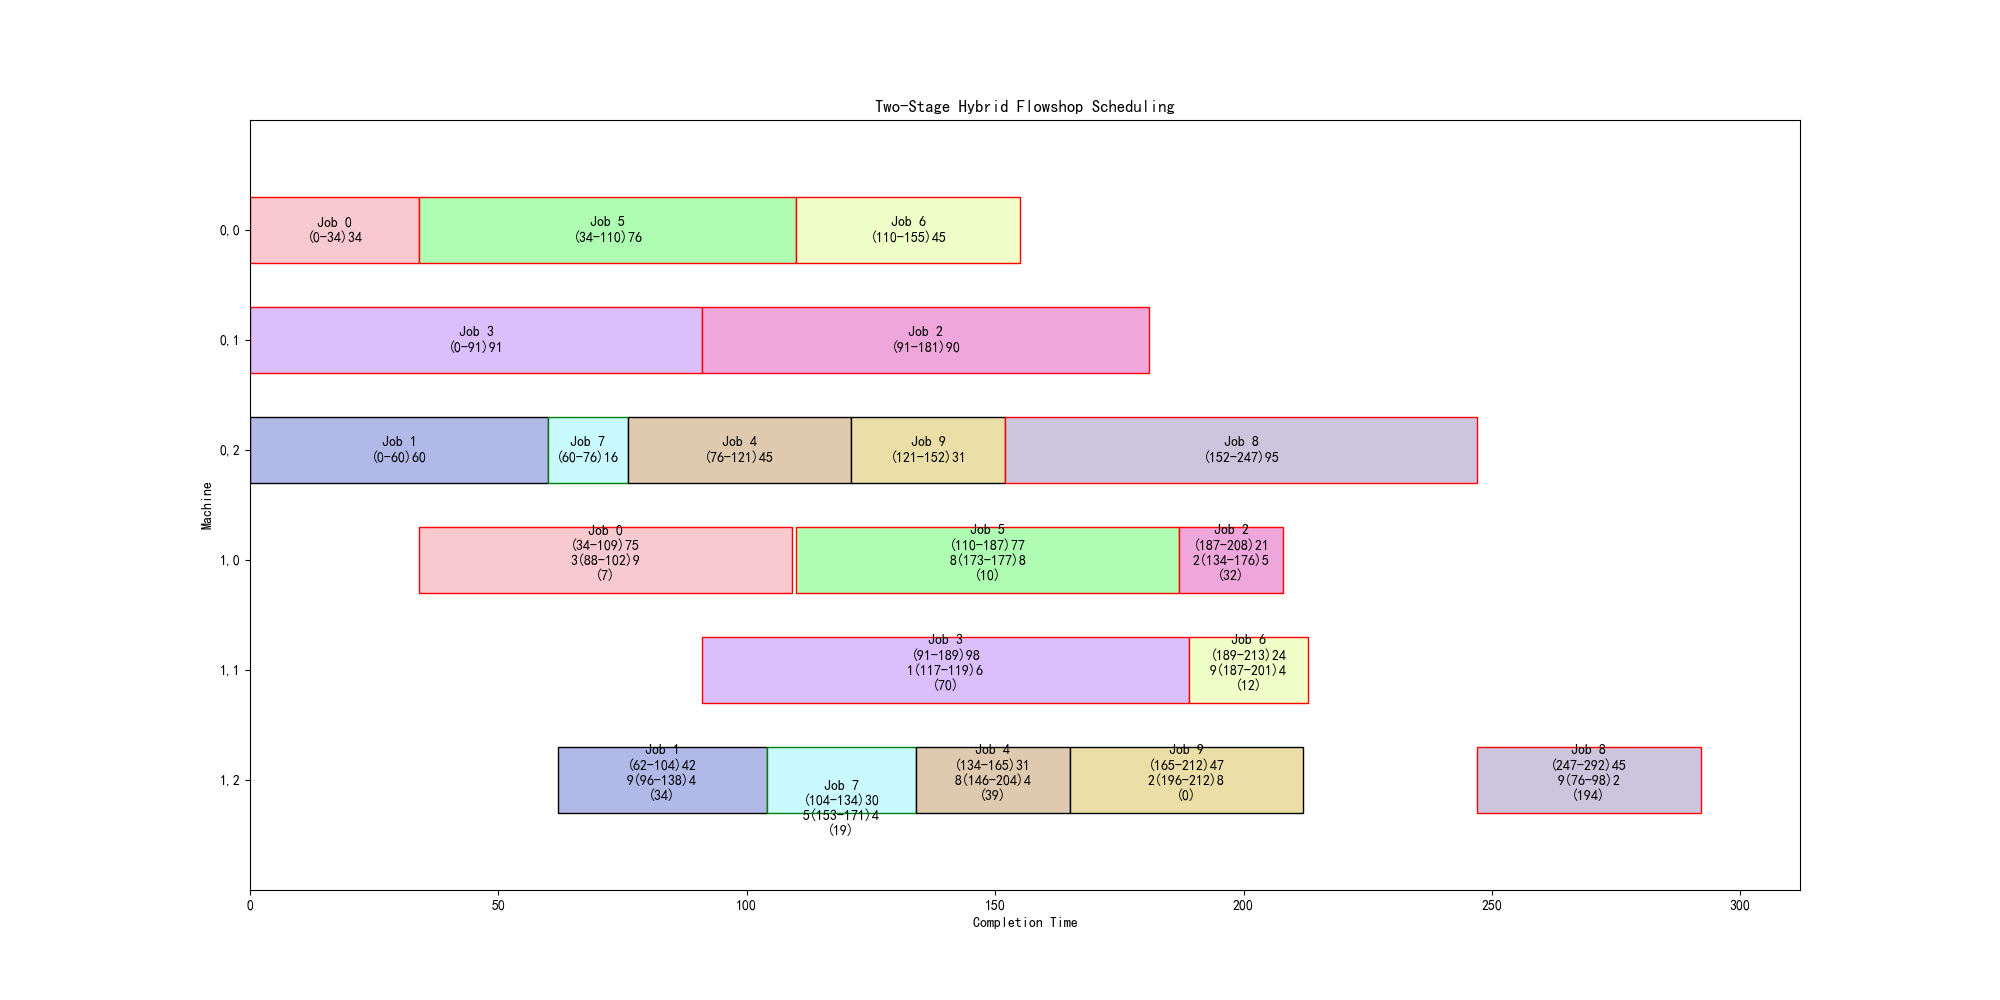 Two-Stage Hybrid Flowshop Scheduling
0,0
Job 0
(0-34)34
Job 5
(34-110)76
Job 6
(110-155)45
0,1
Job 3
(0-91)91
Job 2
(91-181)90
0,2
Job 1
(0-60)60
Job 7
(60-76)16
Job 4
(76-121)45
Job 9
(121-152)31
Job 8
(152-247)95
Machine
1,0
Job 0
(34-109)75
3(88-102)9
(7)
Job 5
(110-187)77
8(173-177)8
(10)
Job 2
(187-208)21
2(134-176)5
(32)
1,1
Job 3
(91-189)98
1(117-119)6
(70)
Job 6
(189-213)24
9(187-201)4
(12)
1,2
Job 1
(62-104)42
9(96-138)4
(34)
Job 7
(104-134)30
5(153-171)4
(19)
Job 4
(134-165)31
8(146-204)4
(39)
Job 9
(165-212)47
2(196-212)8
(0)
Job 8
(247-292)45
9(76-98)2
(194)
0
50
100
150
200
250
300
Completion Time